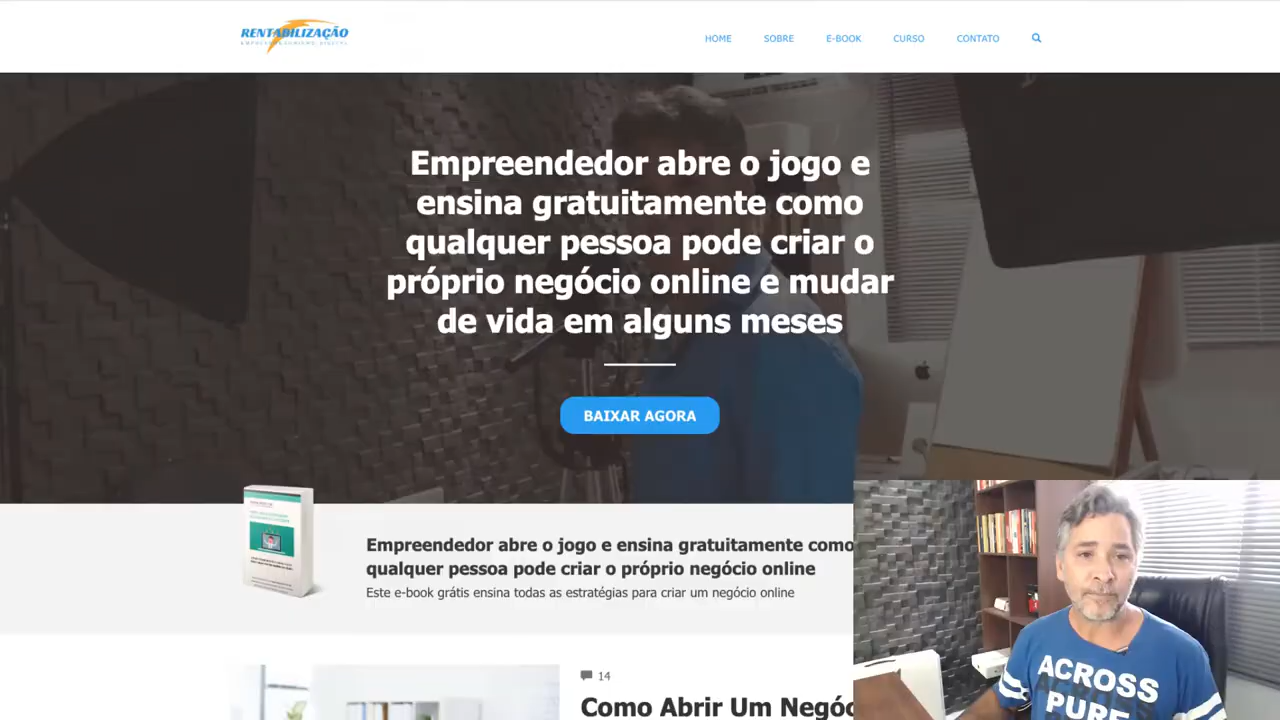 RENTABILIZAÇÃO
HOME
SOBRE
E-BOOK
CURSO
CONTATO
Empreendedor abre o jogo e
ensina gratuitamente como
qualquer pessoa pode criar o
próprio negócio online e mudar
de vida em alguns meses
BAIXAR AGORA
Empreendedor abre o jogo e ensina gratuitamente como
qualquer pessoa pode criar o próprio negócio online
Este e-book grátis ensina todas as estratégias para criar um negócio online
14
Como Abrir Um Negóc
ACROSS
PURE